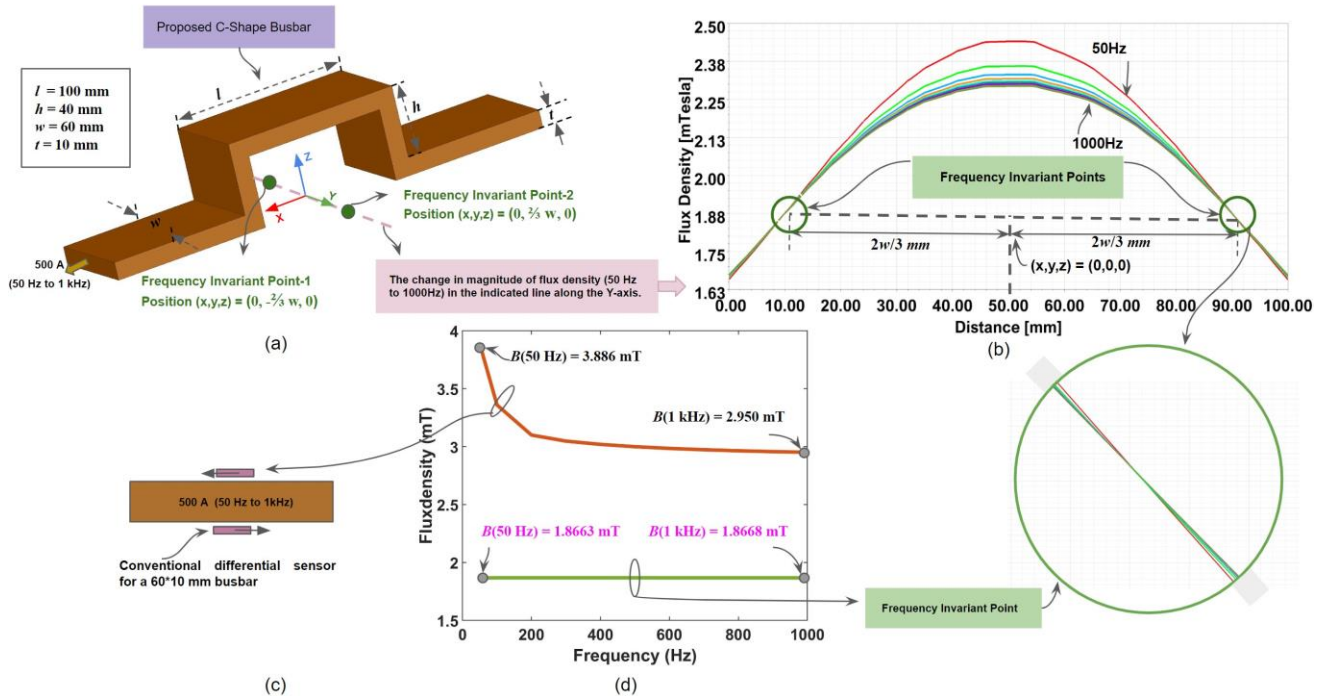 Proposed C-Shape Busbar
l = 100 mm
h = 40 mm
w = 60 mm
t = 10 mm
l
h
t
w
Z
Y
X
Frequency Invariant Point-2
Position (x,y,z) = (0, ⅔ w, 0)
500 A
(50 Hz to 1 kHz)
Frequency Invariant Point-1
Position (x,y,z) = (0, -⅔ w, 0)
The change in magnitude of flux density (50 Hz
to 1000Hz) in the indicated line along the Y-axis.
(a)
Flux Density [mTesla]
2.50
2.38
2.25
2.13
2.00
1.88
1.75
1.63
50Hz
1000Hz
Frequency Invariant Points
2w/3 mm
2w/3 mm
(x,y,z) = (0,0,0)
0.00
10.00
20.00
30.00
40.00
50.00
60.00
70.00
80.00
90.00
100.00
Distance [mm]
(b)
500 A (50 Hz to 1kHz)
Conventional differential sensor
for a 60*10 mm busbar
(c)
Fluxdensity (mT)
4
3.5
3
2.5
2
1.5
B(50 Hz) = 3.886 mT
B(1 kHz) = 2.950 mT
B(50 Hz) = 1.8663 mT
B(1 kHz) = 1.8668 mT
0
200
400
600
800
1000
Frequency (Hz)
Frequency Invariant Point
(d)